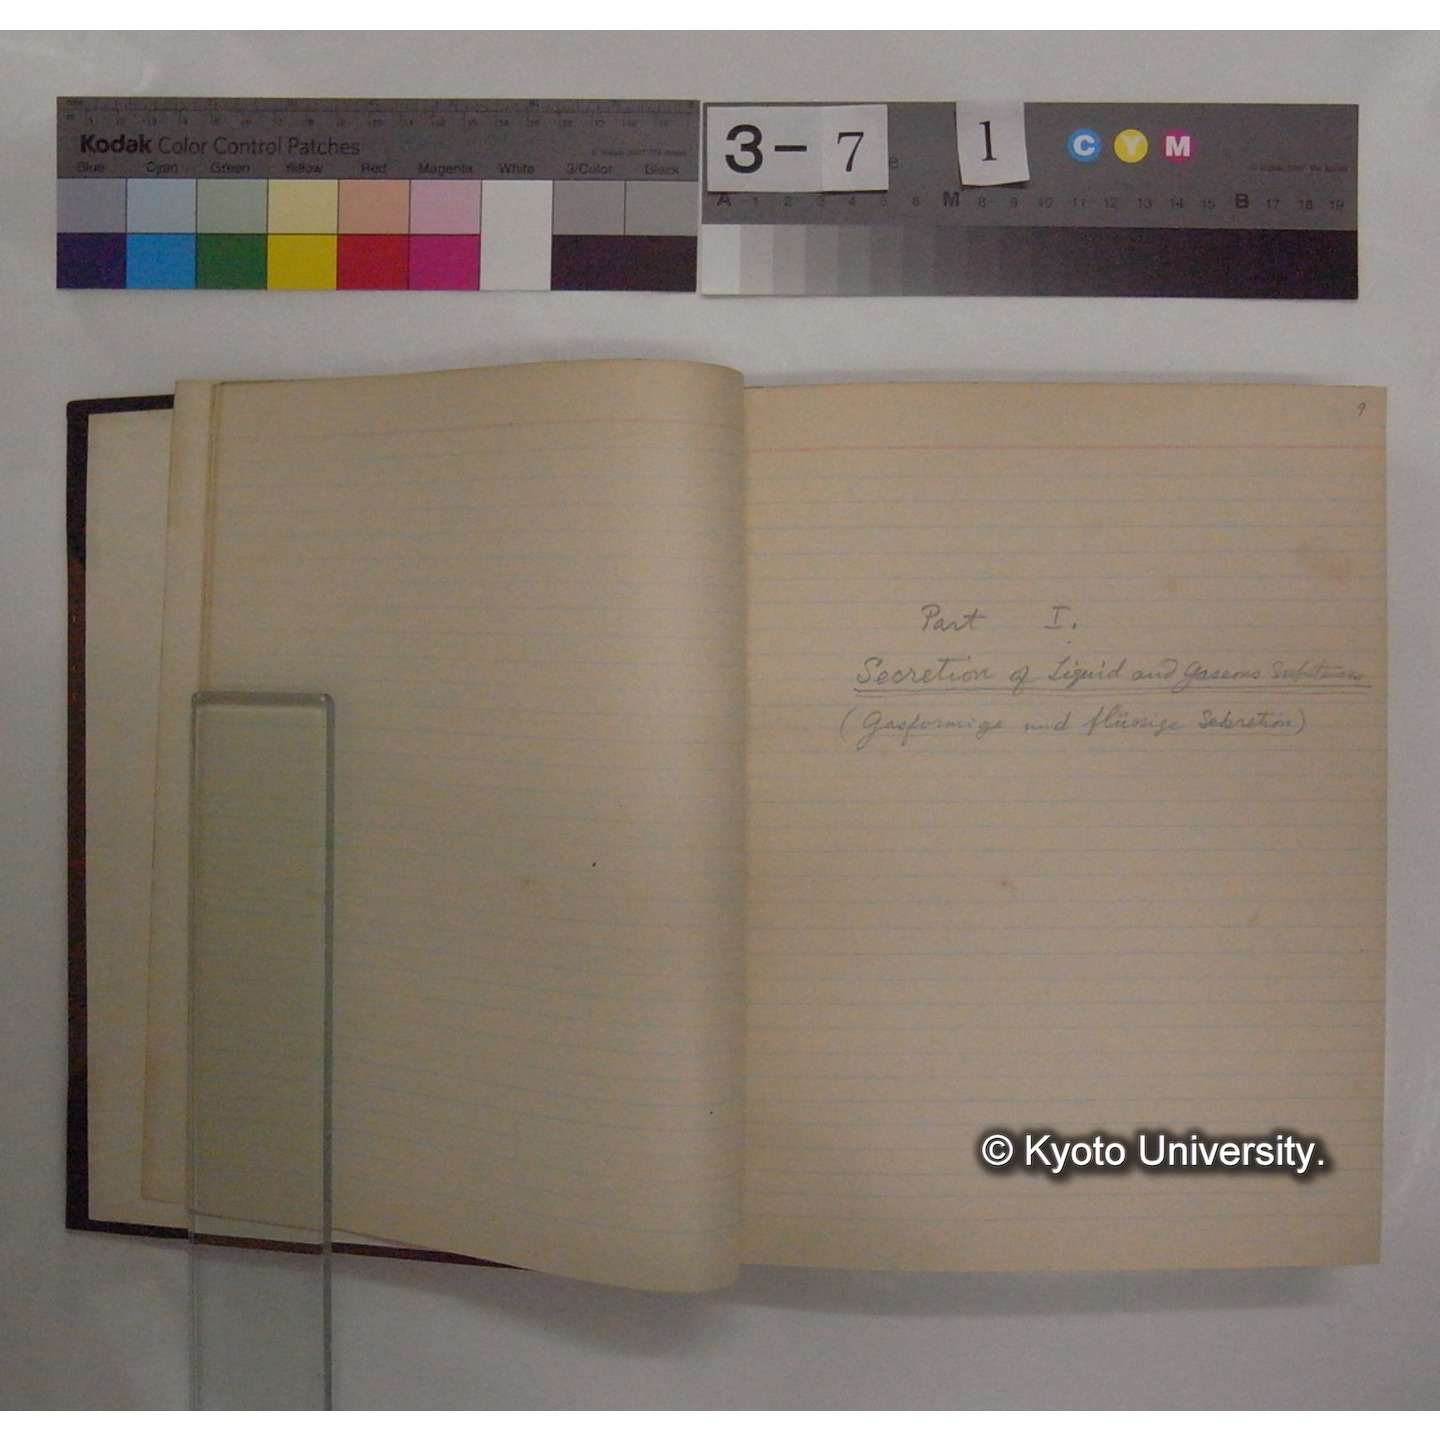 Kodak Color Control Patches
Blue Cyan Green Yellow Red Magenta White 3/Color Black
3-7
1
C Y M
A 1 2 3 4 5 6 M 8 9 10 11 12 13 14 15 B 17 18 19
9
Part I.
Secretion of Liquid and Gaseous Substances
(Gasförmige und flüssige Sekretion)
© Kyoto University.